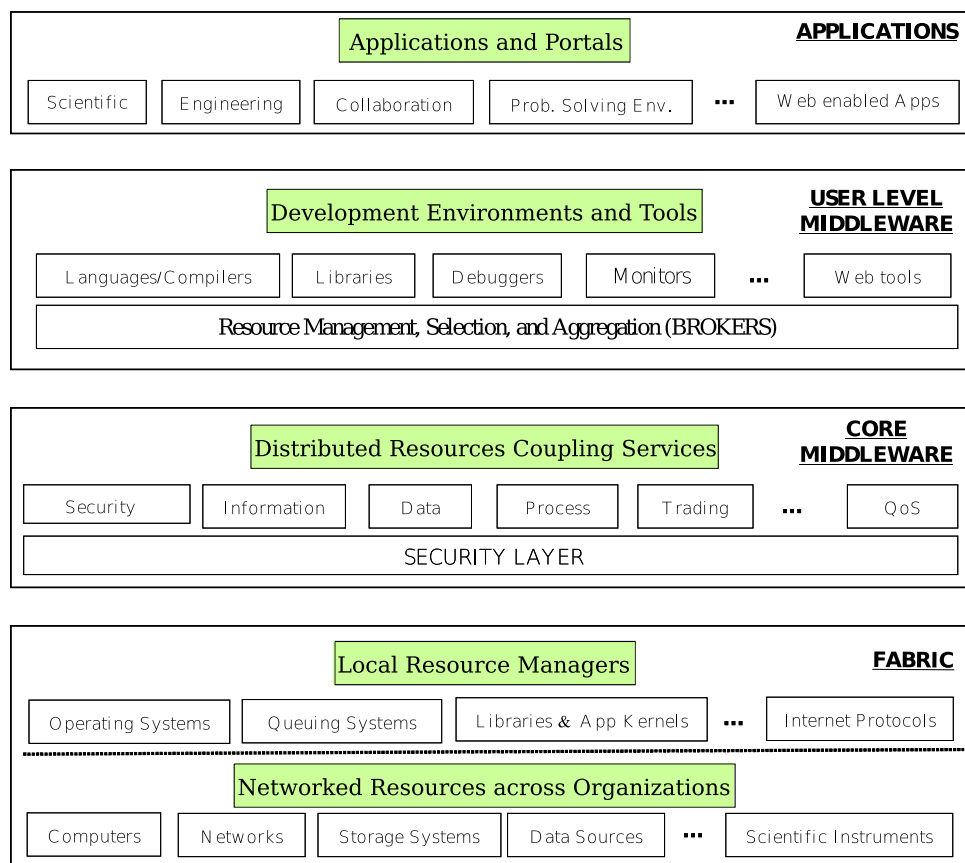 Applications and Portals
APPLICATIONS
Scientific
Engineering
Collaboration
Prob. Solving Env.
...
Web enabled Apps
Development Environments and Tools
USER LEVEL
MIDDLEWARE
Languages/Compilers
Libraries
Debuggers
Monitors
...
Web tools
Resource Management, Selection, and Aggregation (BROKERS)
Distributed Resources Coupling Services
CORE
MIDDLEWARE
Security
Information
Data
Process
Trading
...
QoS
SECURITY LAYER
Local Resource Managers
FABRIC
Operating Systems
Queuing Systems
Libraries & App Kernels
...
Internet Protocols
Networked Resources across Organizations
Computers
Networks
Storage Systems
Data Sources
...
Scientific Instruments